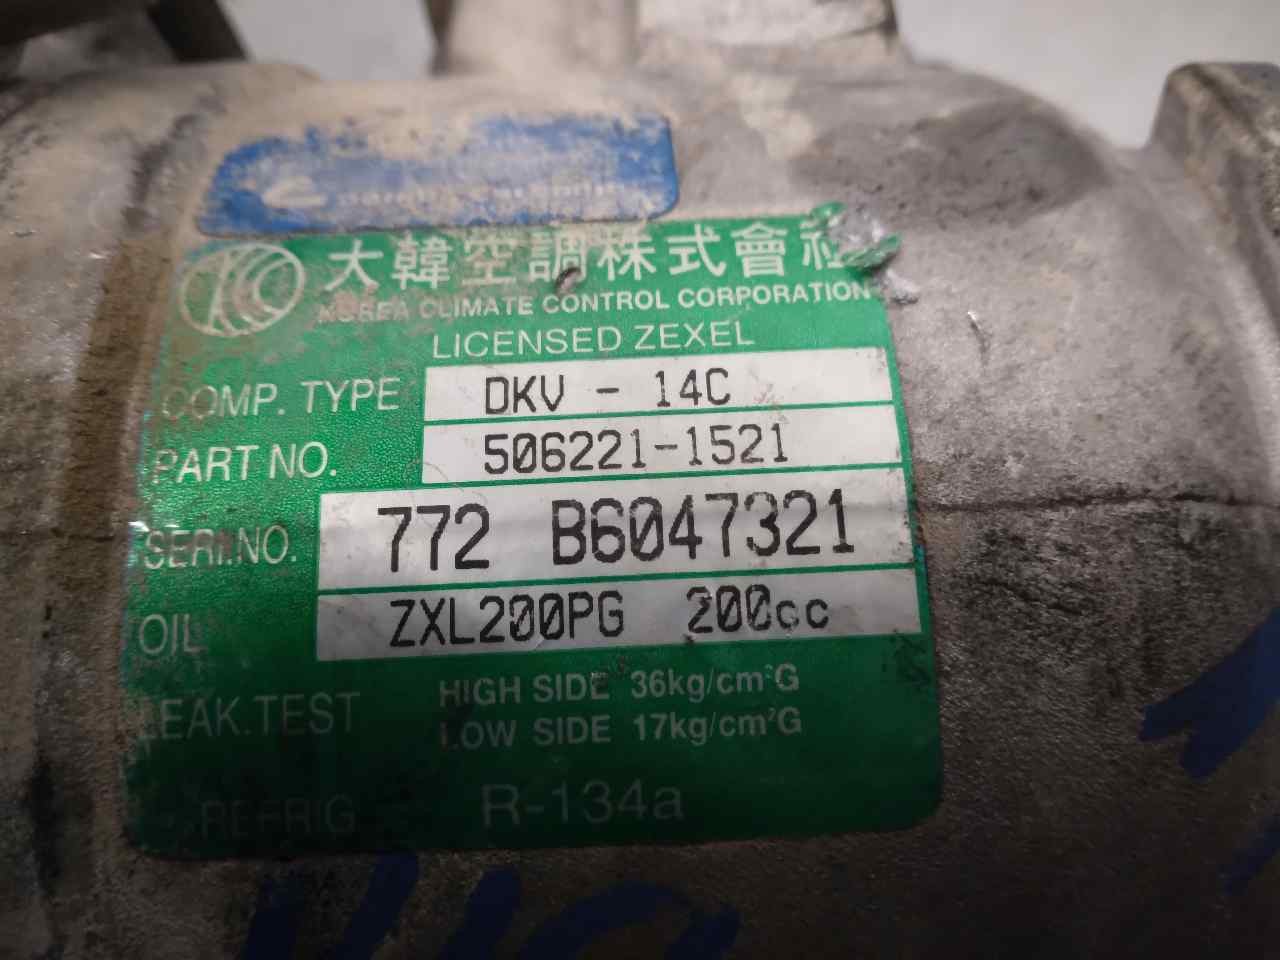 KCC 大韓空調株式會社
KOREA CLIMATE CONTROL CORPORATION
LICENSED ZEXEL
COMP. TYPE DKV - 14C
PART NO. 506221-1521
SERI.NO. 772 B6047321
OIL ZXL200PG 200cc
LEAK.TEST HIGH SIDE 36kg/cm²G
LOW SIDE 17kg/cm²G
REFRIG R-134a